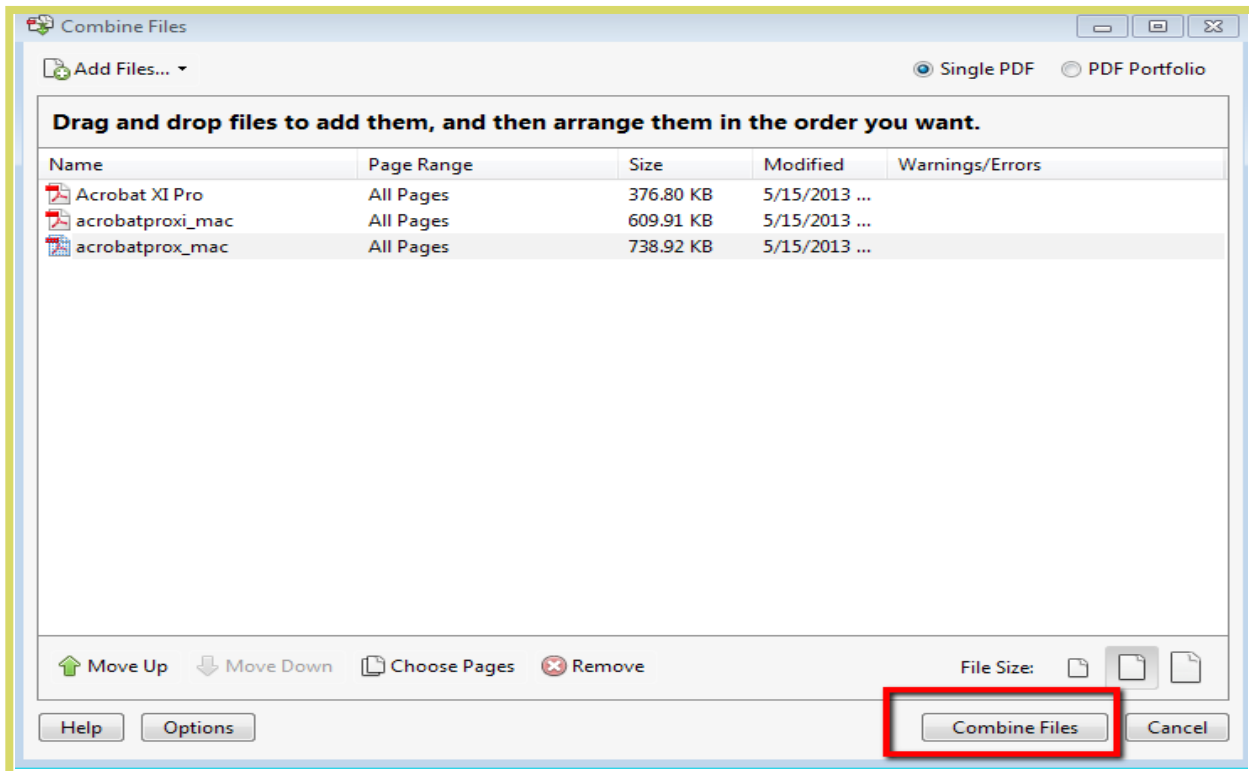 Combine Files
Add Files... Single PDF PDF Portfolio
Drag and drop files to add them, and then arrange them in the order you want.
Name Page Range Size Modified Warnings/Errors
Acrobat XI Pro All Pages 376.80 KB 5/15/2013 ...
acrobatproxi_mac All Pages 609.91 KB 5/15/2013 ...
acrobatprox_mac All Pages 738.92 KB 5/15/2013 ...
Move Up Move Down Choose Pages Remove File Size:
Help Options Combine Files Cancel